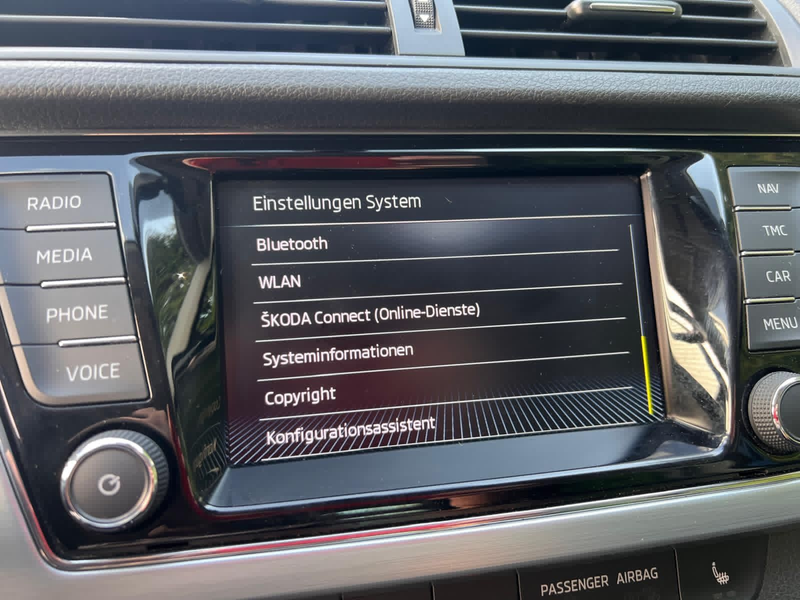 RADIO
MEDIA
PHONE
VOICE
Einstellungen System
Bluetooth
WLAN
ŠKODA Connect (Online-Dienste)
Systeminformationen
Copyright
Konfigurationsassistent
NAV
TMC
CAR
MENU
PASSENGER AIRBAG